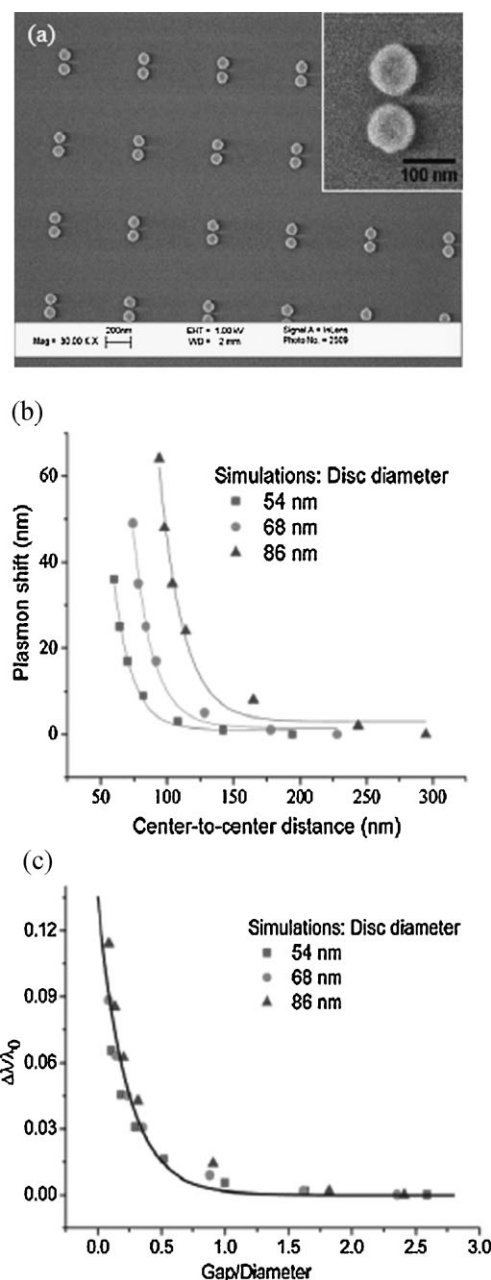 (a)
100 nm
Mag = 30.00 K X
200nm
EHT = 1.00 kV
WD = 2 mm
Signal A = InLens
Photo No. = 2509
(b)
60
40
20
0
Plasmon shift (nm)
Simulations: Disc diameter
54 nm
68 nm
86 nm
50 100 150 200 250 300
Center-to-center distance (nm)
(c)
0.12
0.09
0.06
0.03
0.00
Δλ/λ0
Simulations: Disc diameter
54 nm
68 nm
86 nm
0.0 0.5 1.0 1.5 2.0 2.5 3.0
Gap/Diameter